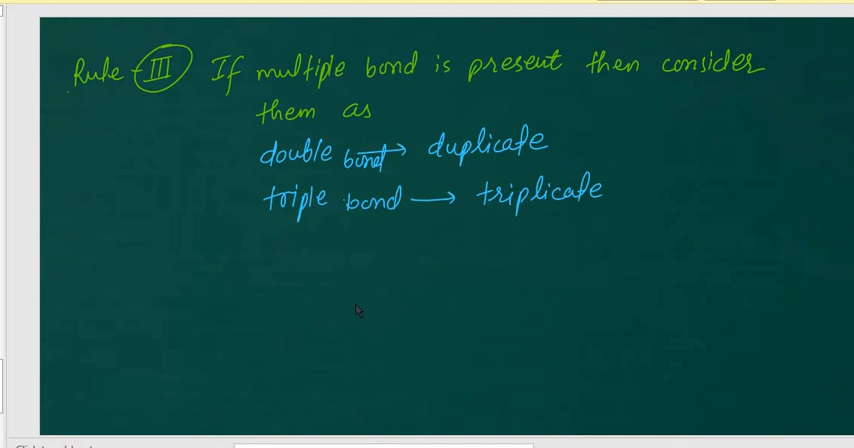 Rule - III If multiple bond is present then consider
them as
double bond → duplicate
triple bond → triplicate